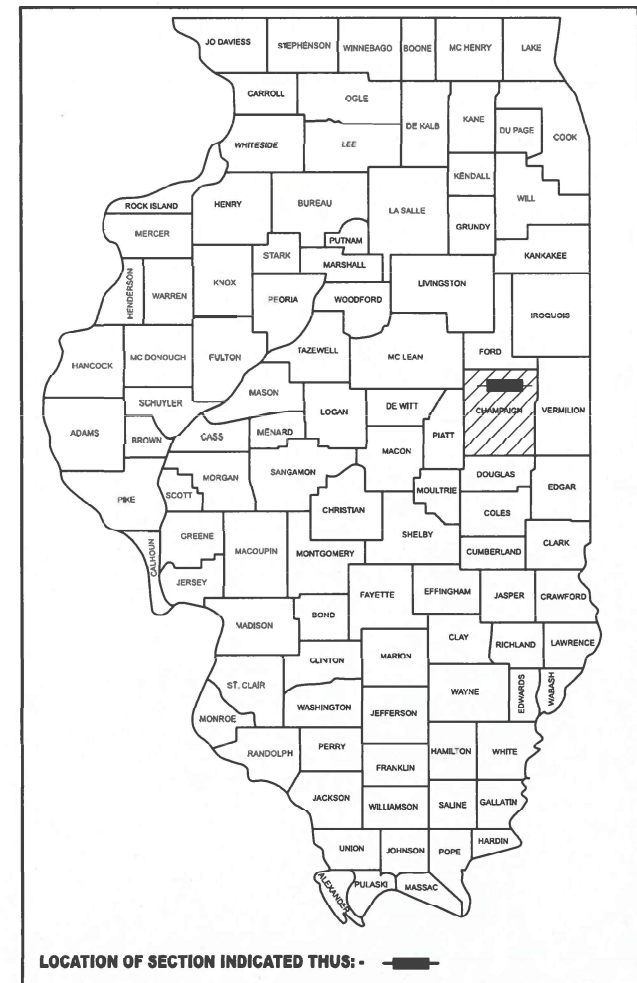 JO DAVIESS
STEPHENSON
WINNEBAGO
BOONE
MC HENRY
LAKE
CARROLL
OGLE
DE KALB
KANE
DU PAGE
COOK
WHITESIDE
LEE
KENDALL
WILL
ROCK ISLAND
HENRY
BUREAU
LA SALLE
GRUNDY
MERCER
PUTNAM
STARK
MARSHALL
KANKAKEE
HENDERSON
WARREN
KNOX
PEORIA
WOODFORD
LIVINGSTON
IROQUOIS
HANCOCK
MC DONOUGH
FULTON
TAZEWELL
MC LEAN
FORD
SCHUYLER
MASON
LOGAN
DE WITT
CHAMPAIGN
VERMILION
ADAMS
BROWN
CASS
MENARD
PIATT
MACON
PIKE
SCOTT
MORGAN
SANGAMON
MOULTRIE
DOUGLAS
EDGAR
CHRISTIAN
COLES
CALHOUN
GREENE
MACOUPIN
MONTGOMERY
SHELBY
CUMBERLAND
CLARK
JERSEY
FAYETTE
EFFINGHAM
JASPER
CRAWFORD
MADISON
BOND
CLAY
RICHLAND
LAWRENCE
CLINTON
MARION
ST. CLAIR
WAYNE
EDWARDS
WABASH
WASHINGTON
JEFFERSON
MONROE
RANDOLPH
PERRY
HAMILTON
WHITE
FRANKLIN
JACKSON
WILLIAMSON
SALINE
GALLATIN
UNION
JOHNSON
POPE
HARDIN
ALEXANDER
PULASKI
MASSAC
LOCATION OF SECTION INDICATED THUS: -